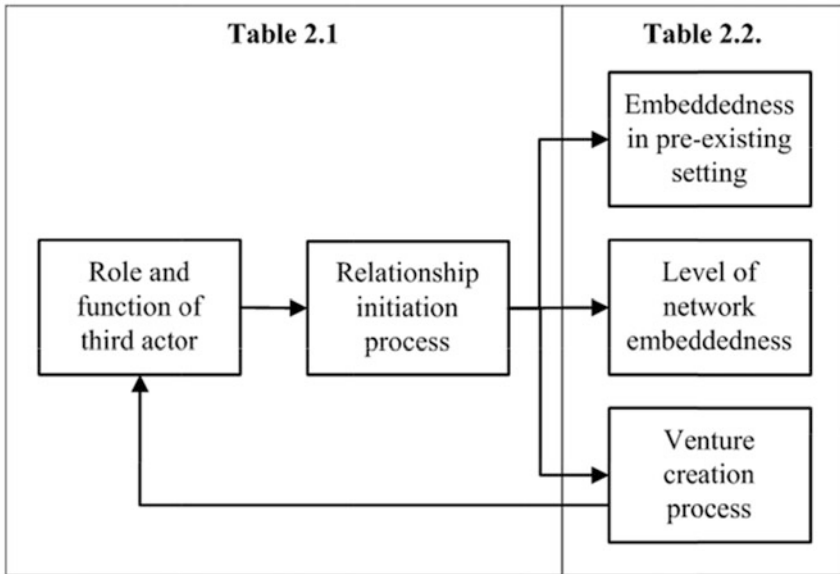 Table 2.1
Table 2.2.
Embeddedness
in pre-existing
setting
Role and
function of
third actor
Relationship
initiation
process
Level of
network
embeddedness
Venture
creation
process